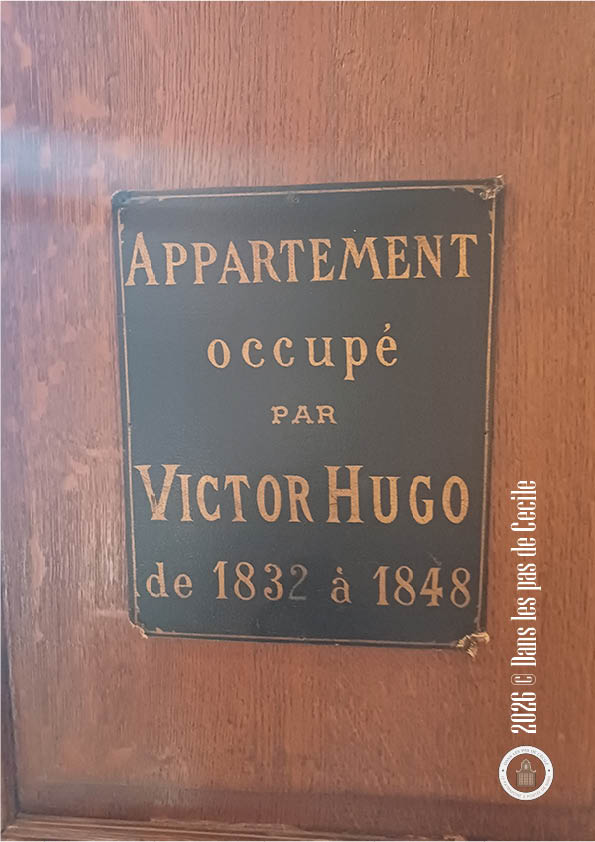 APPARTEMENT
occupé
PAR
VICTOR HUGO
de 1832 à 1848
2026 © Dans les pas de Cecile